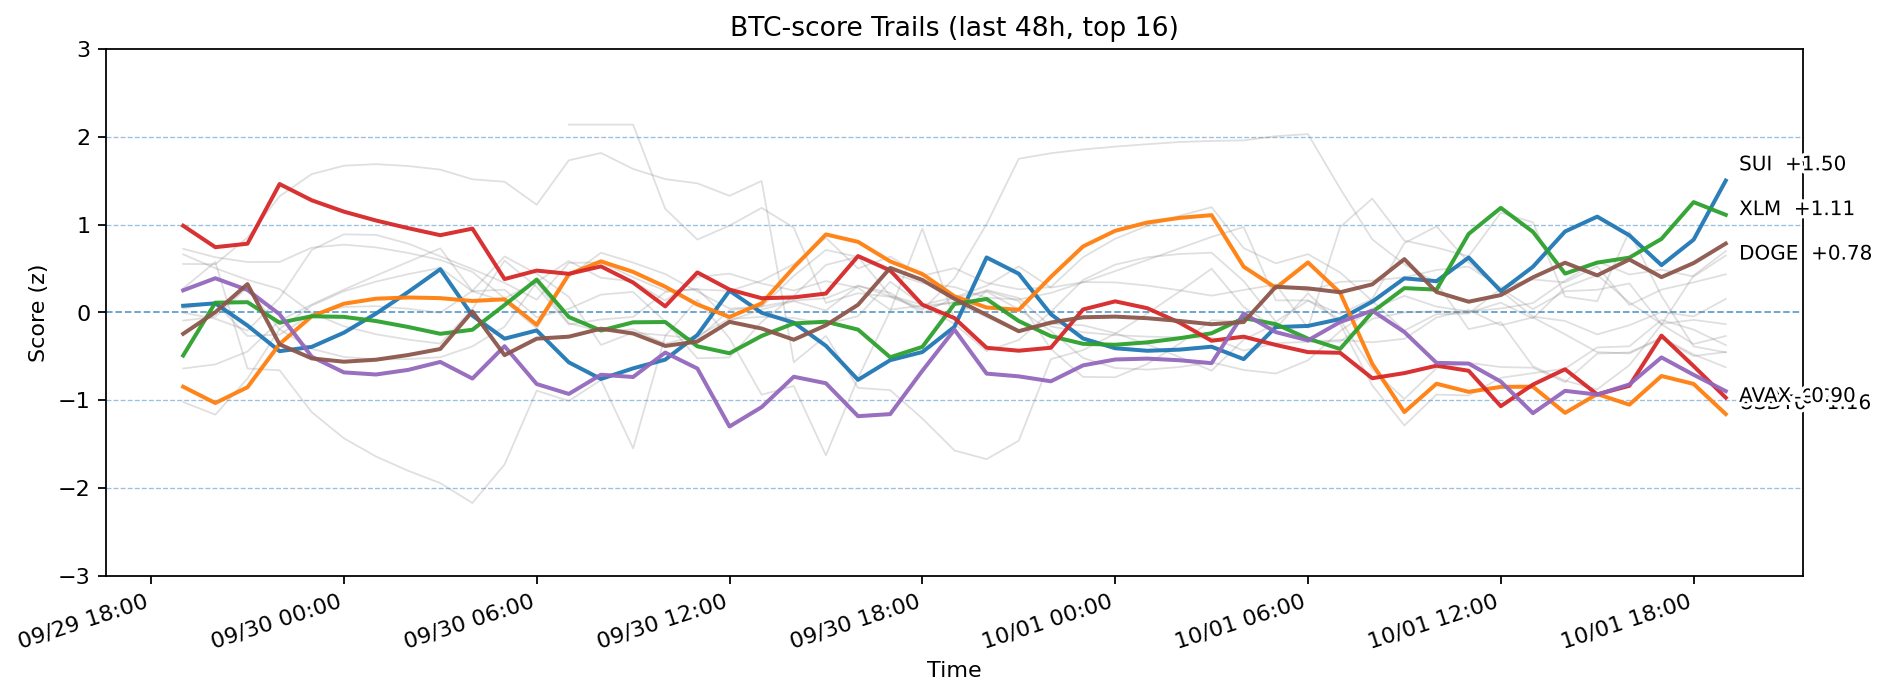 BTC-score Trails (last 48h, top 16)
Score (z)
3
2
1
0
−1
−2
−3
SUI +1.50
XLM +1.11
DOGE +0.78
AVAX −0.90
09/29 18:00
09/30 00:00
09/30 06:00
09/30 12:00
09/30 18:00
10/01 00:00
10/01 06:00
10/01 12:00
10/01 18:00
Time